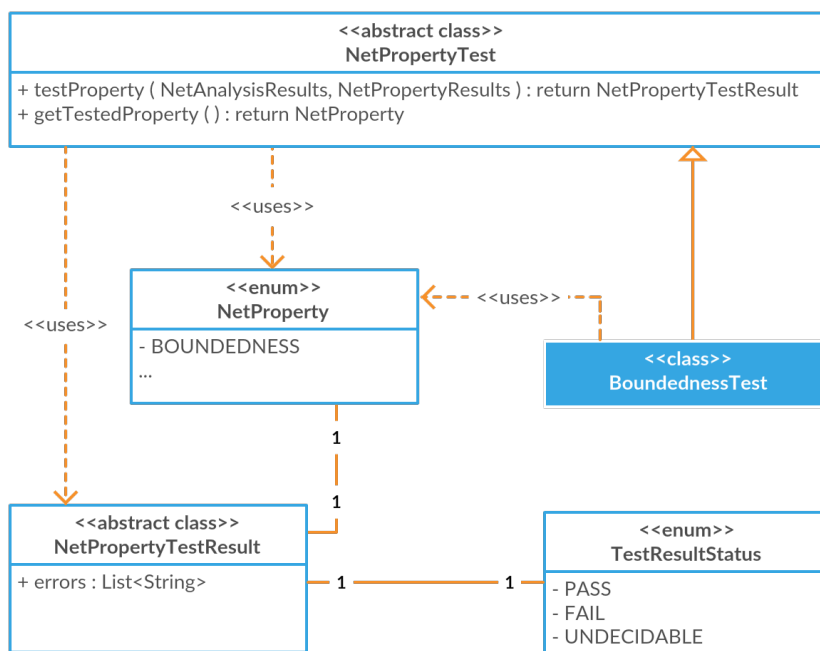 <<abstract class>>
NetPropertyTest
+ testProperty ( NetAnalysisResults, NetPropertyResults ) : return NetPropertyTestResult
+ getTestedProperty ( ) : return NetProperty
<<uses>>
<<enum>>
NetProperty
- BOUNDEDNESS
...
<<uses>>
<<uses>>
<<class>>
BoundednessTest
1
1
<<abstract class>>
NetPropertyTestResult
+ errors : List<String>
1
1
<<enum>>
TestResultStatus
- PASS
- FAIL
- UNDECIDABLE